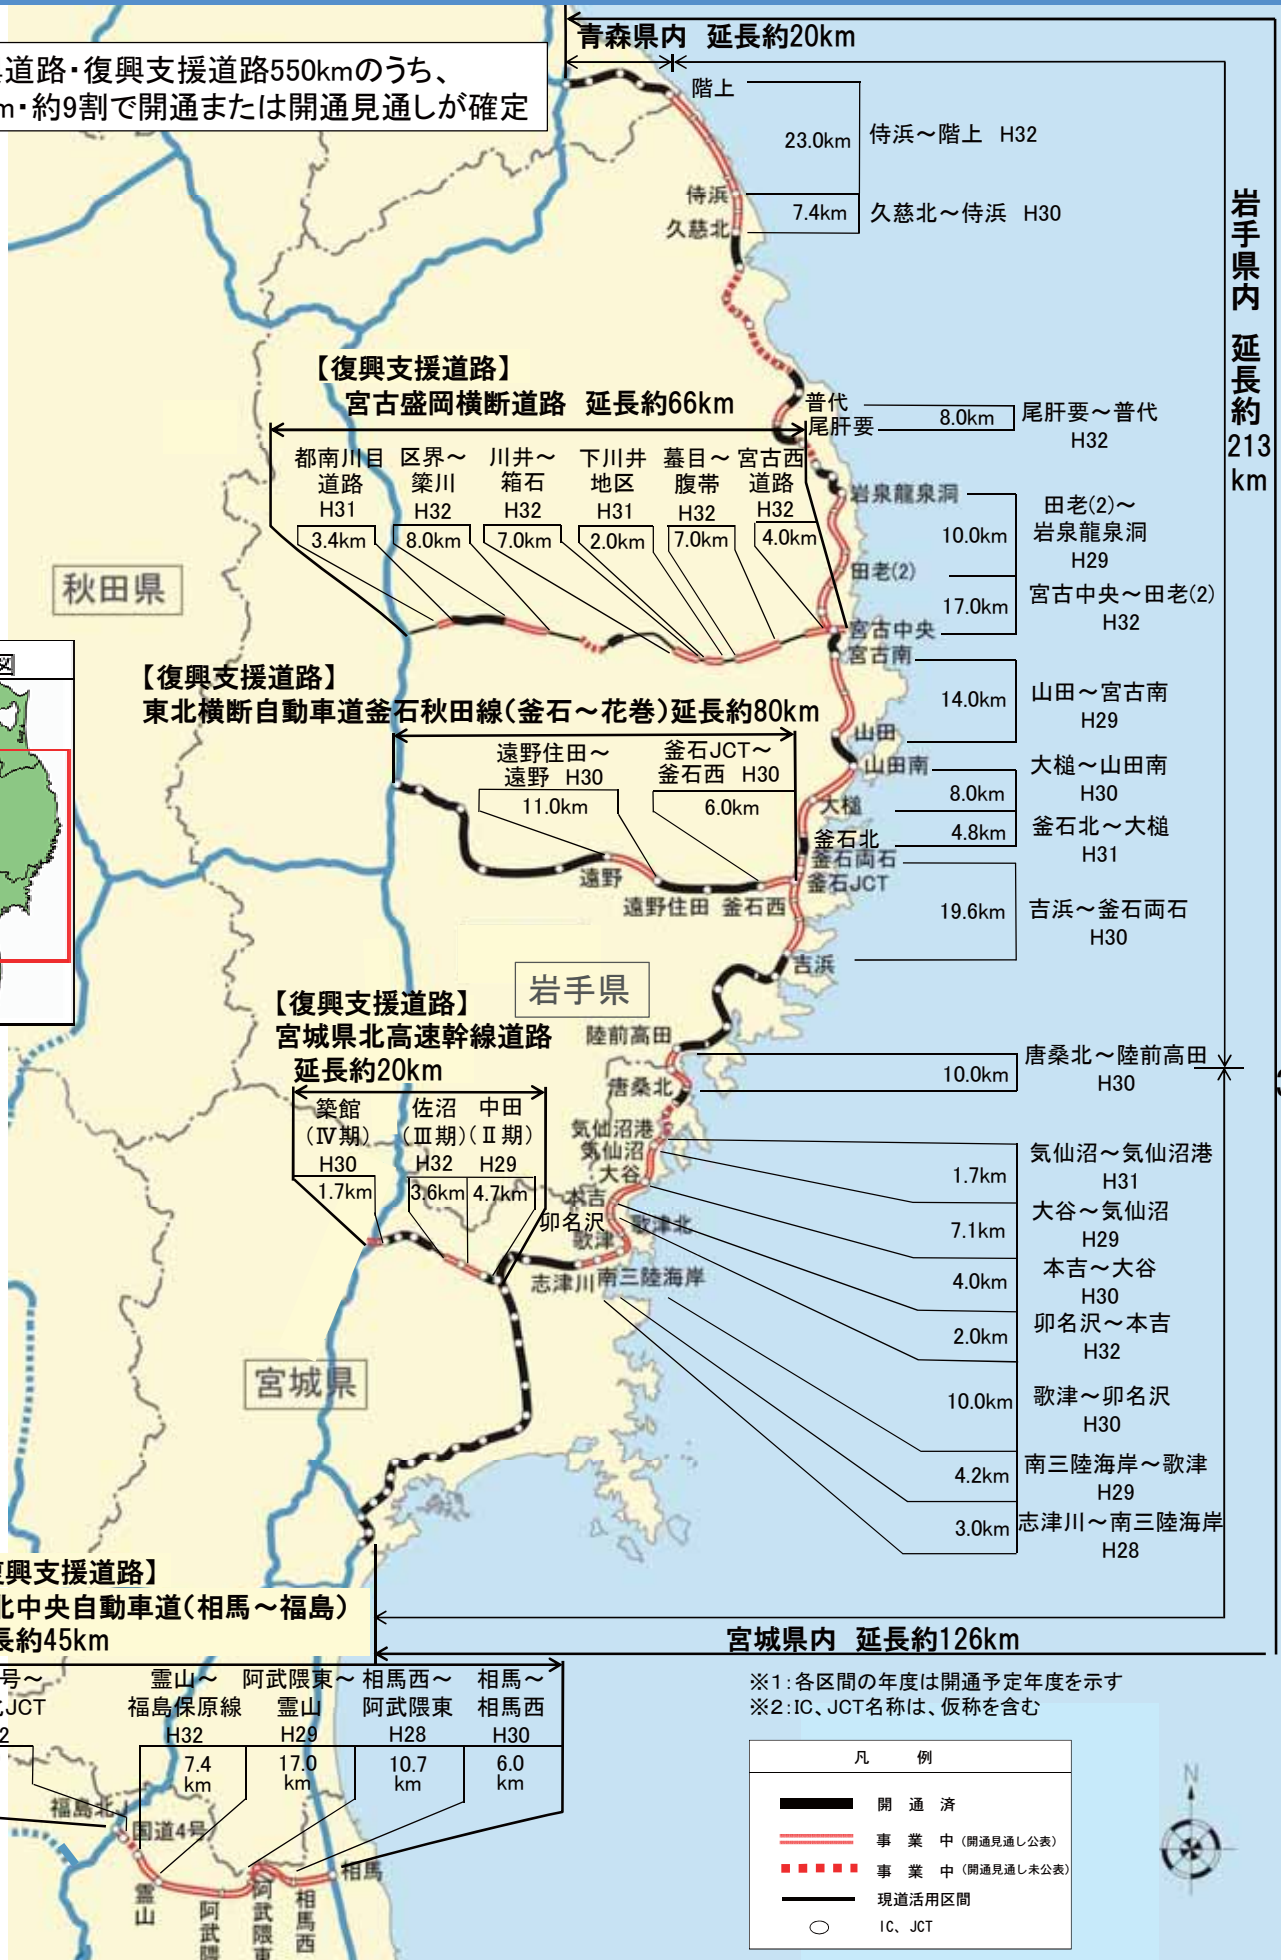 青森県内 延長約20km
道路・復興支援道路550kmのうち、
m・約9割で開通または開通見通しが確定
階上
23.0km
侍浜～階上 H32
侍浜
7.4km
久慈北～侍浜 H30
久慈北
岩手県内 延長約213km
【復興支援道路】
宮古盛岡横断道路 延長約66km
都南川目
道路
H31
3.4km
区界～
簗川
H32
8.0km
川井～
箱石
H32
7.0km
下川井
地区
H31
2.0km
蟇目～
腹帯
H32
7.0km
宮古西
道路
H32
4.0km
普代
尾肝要
8.0km
尾肝要～普代
H32
岩泉龍泉洞
10.0km
田老(2)～
岩泉龍泉洞
H29
田老(2)
17.0km
宮古中央～田老(2)
H32
宮古中央
宮古南
14.0km
山田～宮古南
H29
山田
山田南
8.0km
大槌～山田南
H30
大槌
4.8km
釜石北～大槌
H31
釜石北
釜石両石
釜石JCT
19.6km
吉浜～釜石両石
H30
吉浜
秋田県
図
【復興支援道路】
東北横断自動車道釜石秋田線(釜石～花巻)延長約80km
遠野住田～
遠野 H30
11.0km
釜石JCT～
釜石西 H30
6.0km
遠野
遠野住田
釜石西
岩手県
【復興支援道路】
宮城県北高速幹線道路
延長約20km
築館
(Ⅳ期)
H30
1.7km
佐沼
(Ⅲ期)
H32
3.6km
中田
(Ⅱ期)
H29
4.7km
陸前高田
10.0km
唐桑北～陸前高田
H30
唐桑北
気仙沼港
気仙沼
大谷
本吉
卯名沢
歌津北
歌津
志津川
南三陸海岸
1.7km
気仙沼～気仙沼港
H31
7.1km
大谷～気仙沼
H29
4.0km
本吉～大谷
H30
2.0km
卯名沢～本吉
H32
10.0km
歌津～卯名沢
H30
4.2km
南三陸海岸～歌津
H29
3.0km
志津川～南三陸海岸
H28
宮城県
興支援道路】
北中央自動車道(相馬～福島)
長約45km
宮城県内 延長約126km
号～
JCT
2
霊山～
福島保原線
H32
7.4
km
阿武隈東～
霊山
H29
17.0
km
相馬西～
阿武隈東
H28
10.7
km
相馬～
相馬西
H30
6.0
km
福島北J
国道4号
霊山
阿武隈
阿武隈東
相馬西
相馬
※1:各区間の年度は開通予定年度を示す
※2:IC、JCT名称は、仮称を含む
凡 例
開 通 済
事 業 中 (開通見通し公表)
事 業 中 (開通見通し未公表)
現道活用区間
IC、JCT
N